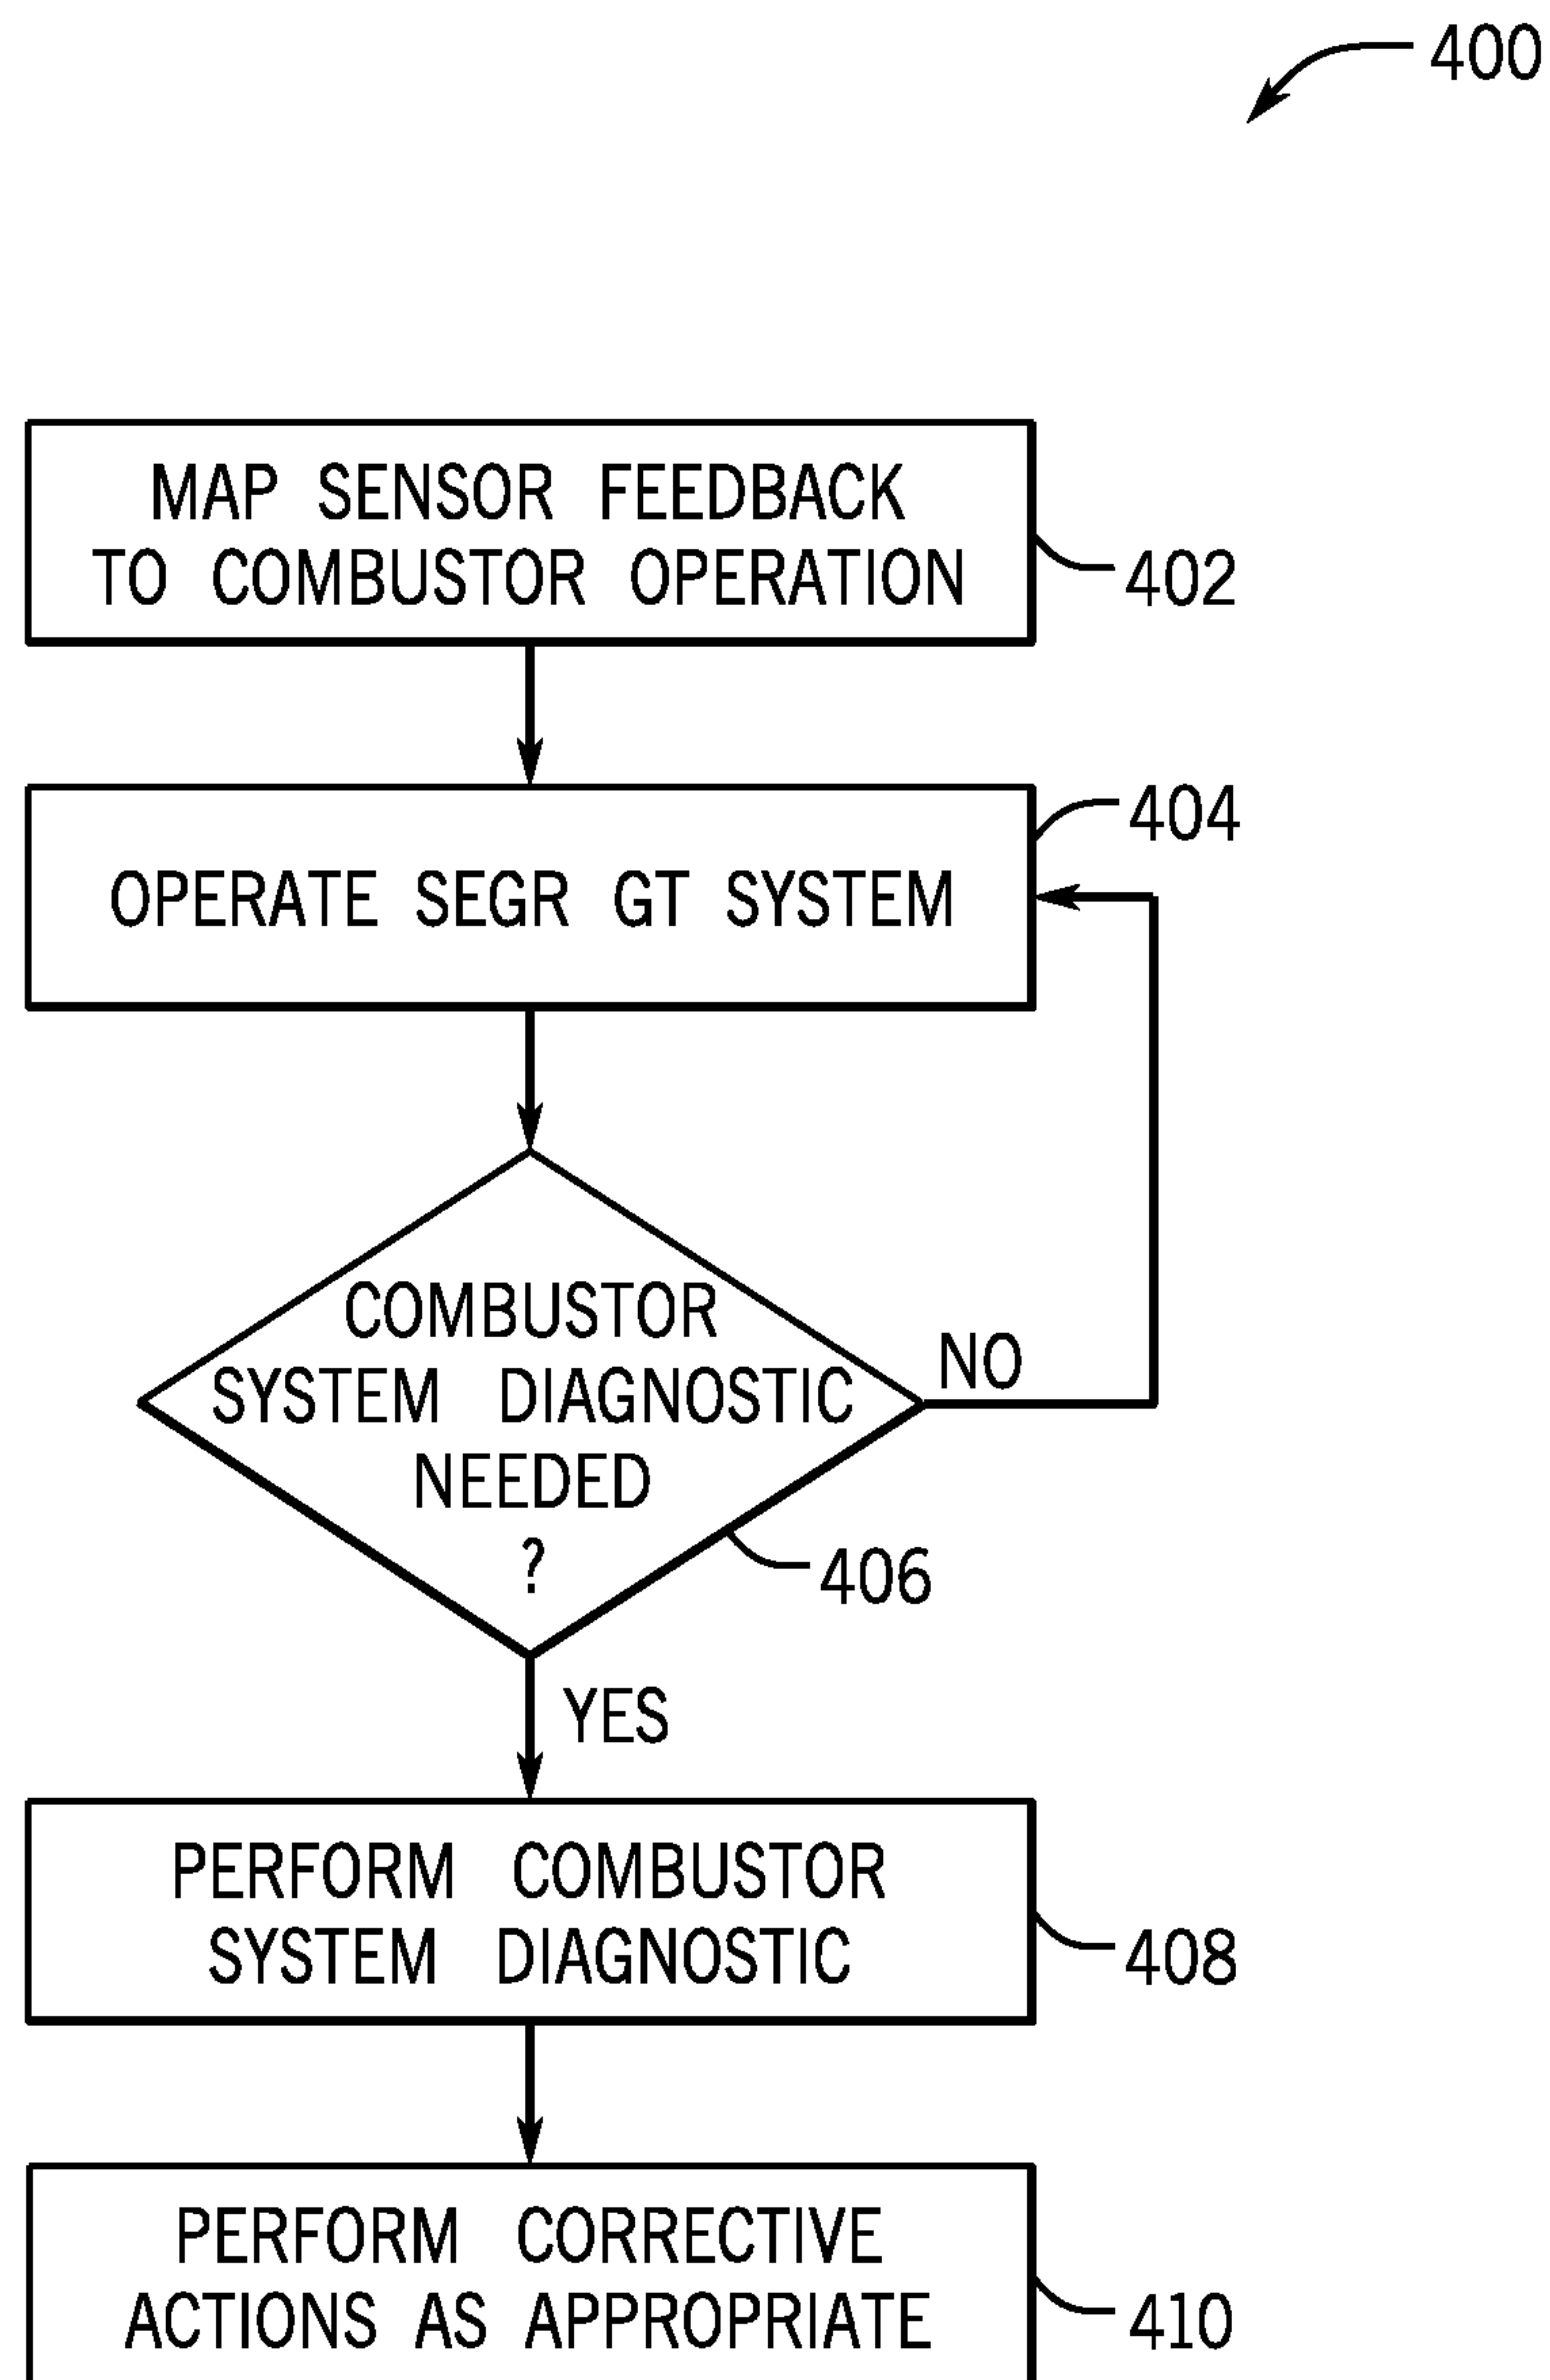 400
MAP SENSOR FEEDBACK
TO COMBUSTOR OPERATION
402
404
OPERATE SEGR GT SYSTEM
COMBUSTOR
SYSTEM DIAGNOSTIC
NEEDED
?
NO
406
YES
PERFORM COMBUSTOR
SYSTEM DIAGNOSTIC
408
PERFORM CORRECTIVE
ACTIONS AS APPROPRIATE
410